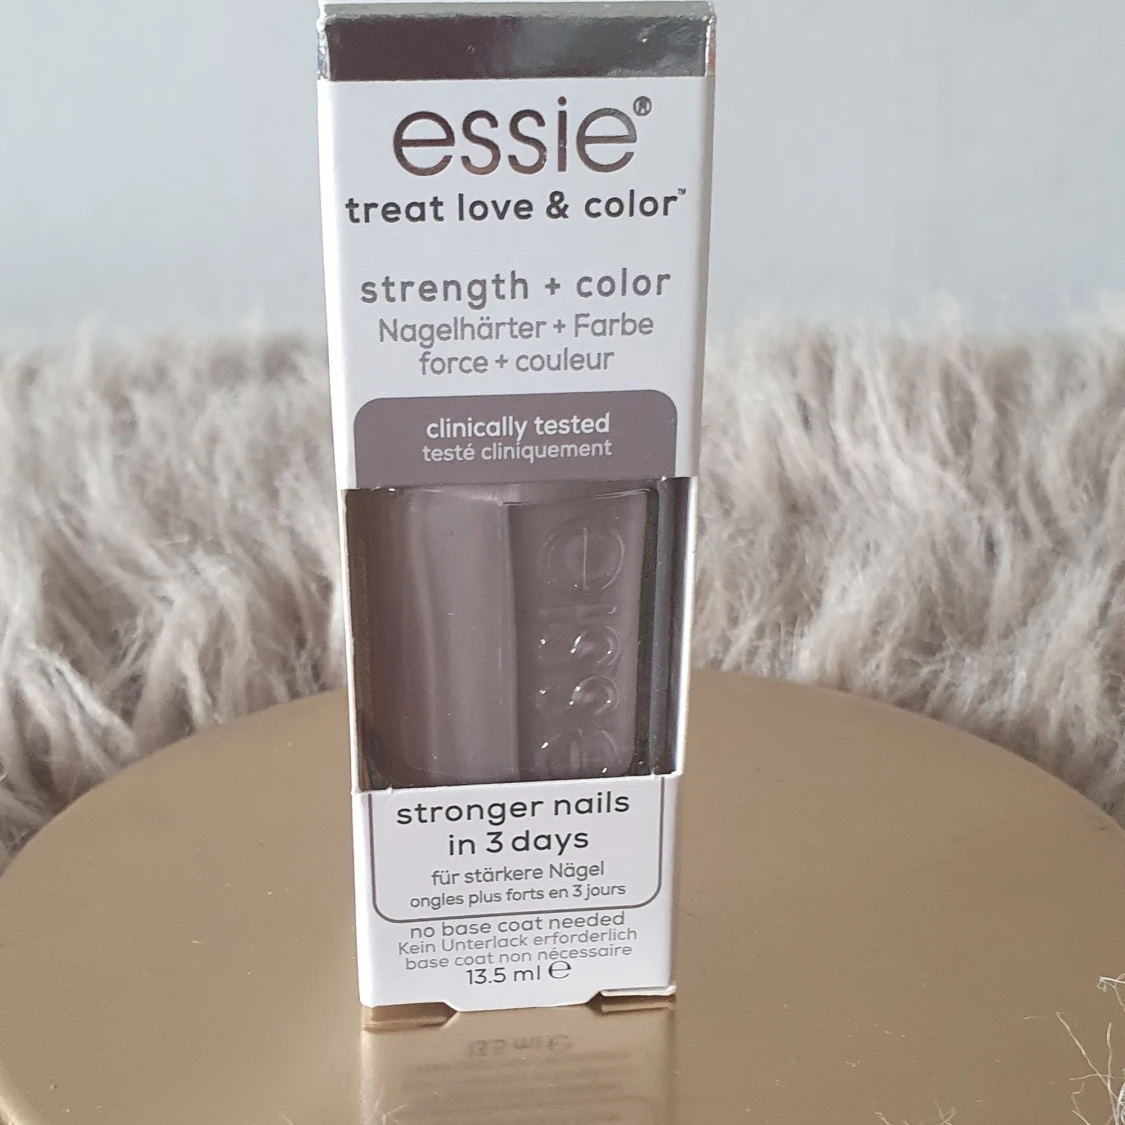 essie®
treat love & color™
strength + color
Nagelhärter + Farbe
force + couleur
clinically tested
testé cliniquement
essie
stronger nails
in 3 days
für stärkere Nägel
ongles plus forts en 3 jours
no base coat needed
Kein Unterlack erforderlich
base coat non nécessaire
13.5 ml ℮